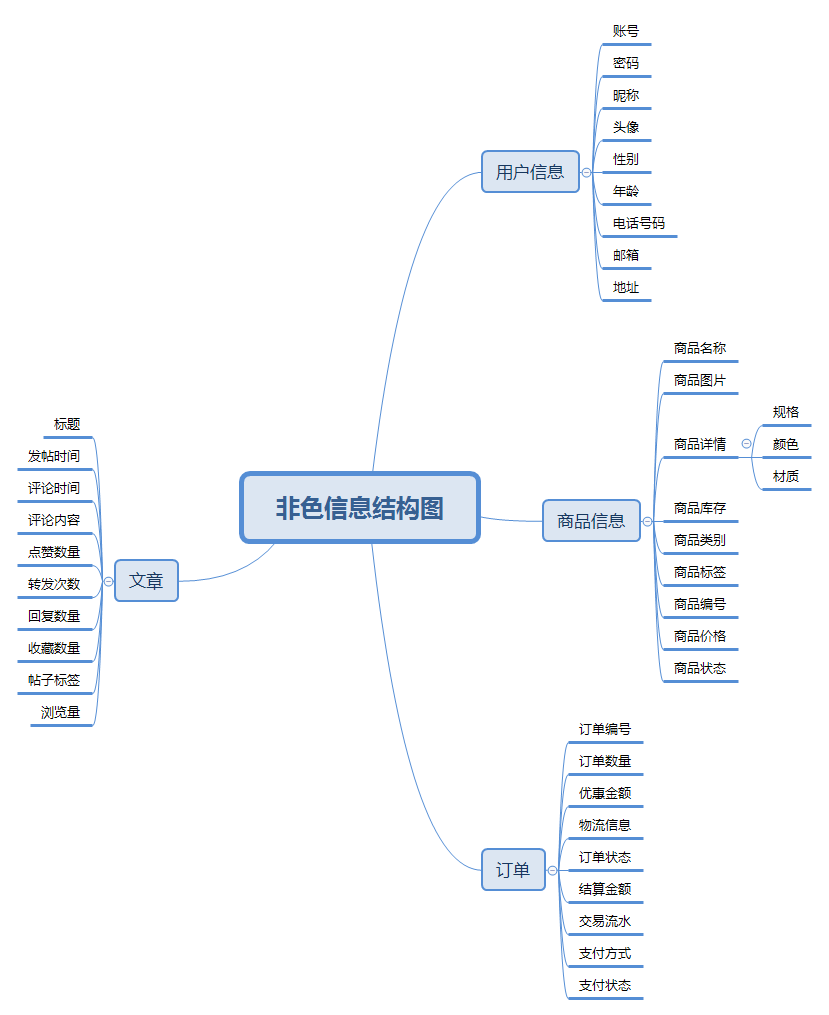 非色信息结构图
用户信息
账号
密码
昵称
头像
性别
年龄
电话号码
邮箱
地址
商品信息
商品名称
商品图片
商品详情
规格
颜色
材质
商品库存
商品类别
商品标签
商品编号
商品价格
商品状态
订单
订单编号
订单数量
优惠金额
物流信息
订单状态
结算金额
交易流水
支付方式
支付状态
文章
标题
发帖时间
评论时间
评论内容
点赞数量
转发次数
回复数量
收藏数量
帖子标签
浏览量